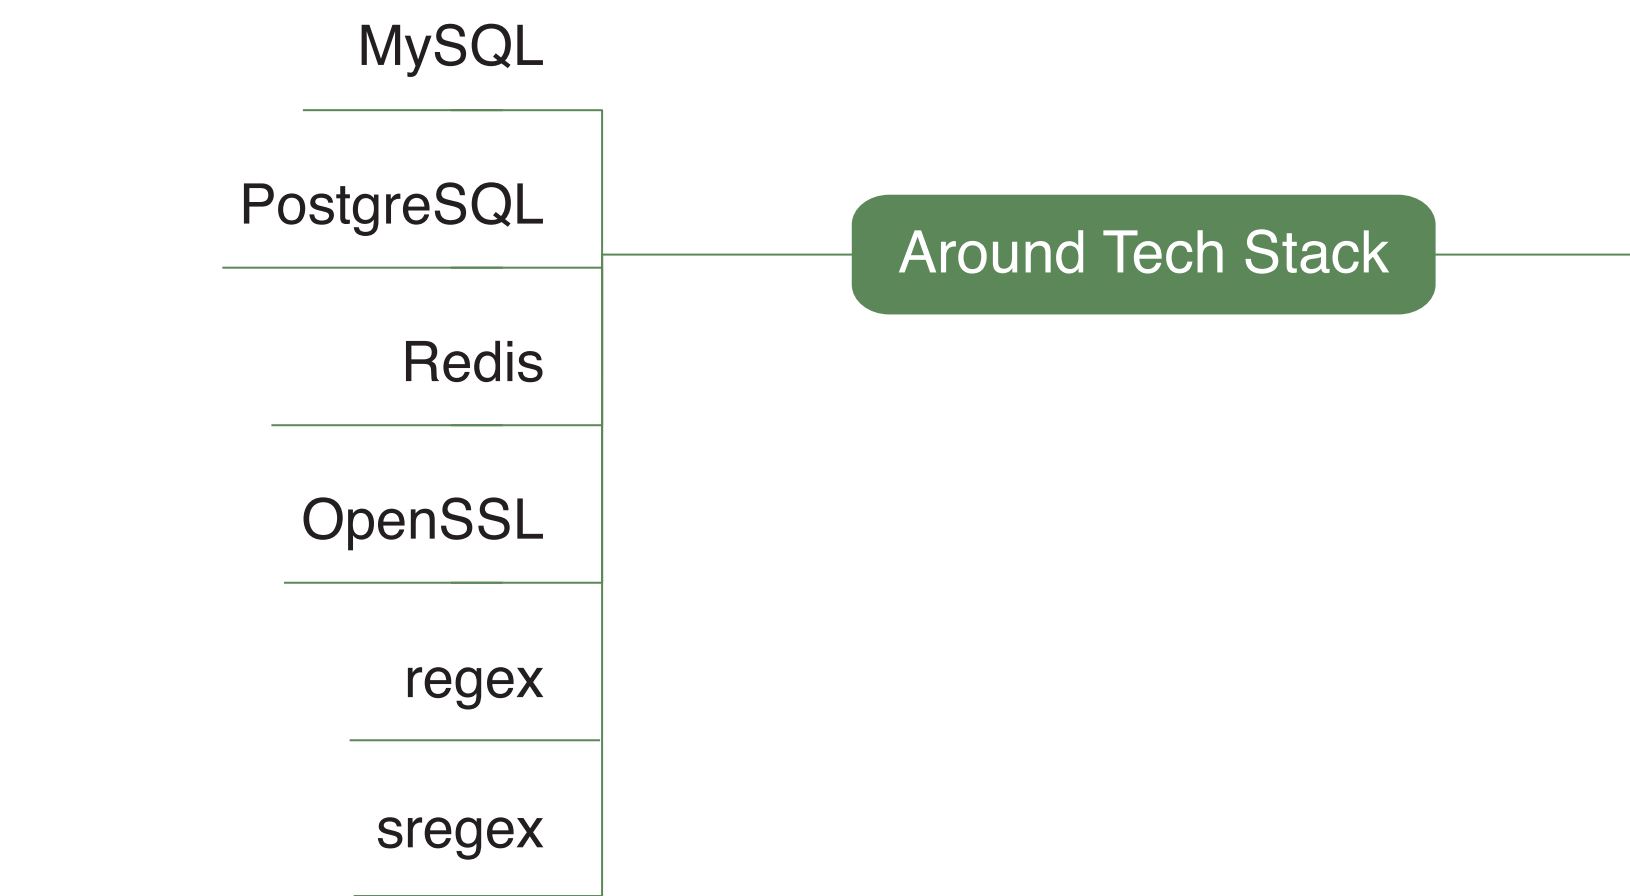 MySQL
PostgreSQL
Around Tech Stack
Redis
OpenSSL
regex
sregex